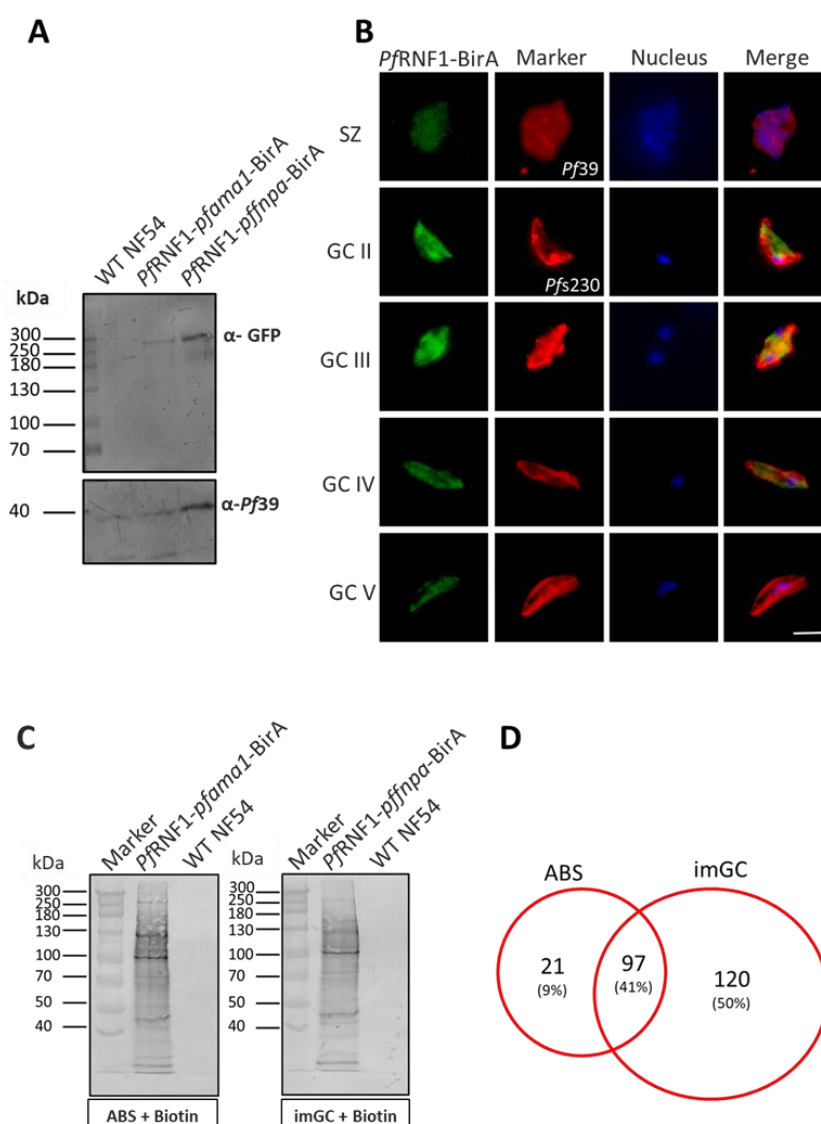 A
WT NF54
PfRNF1-pfama1-BirA
PfRNF1-pffnpa-BirA
kDa
300
250
180
130
100
70
α- GFP
40
α-Pf39
B
PfRNF1-BirA Marker Nucleus Merge
SZ
Pf39
GC II
Pfs230
GC III
GC IV
GC V
C
Marker
PfRNF1-pfama1-BirA
WT NF54
kDa
300
250
180
130
100
70
50
40
ABS + Biotin
Marker
PfRNF1-pffnpa-BirA
WT NF54
kDa
300
250
180
130
100
70
50
40
imGC + Biotin
D
ABS imGC
21 97 120
(9%) (41%) (50%)